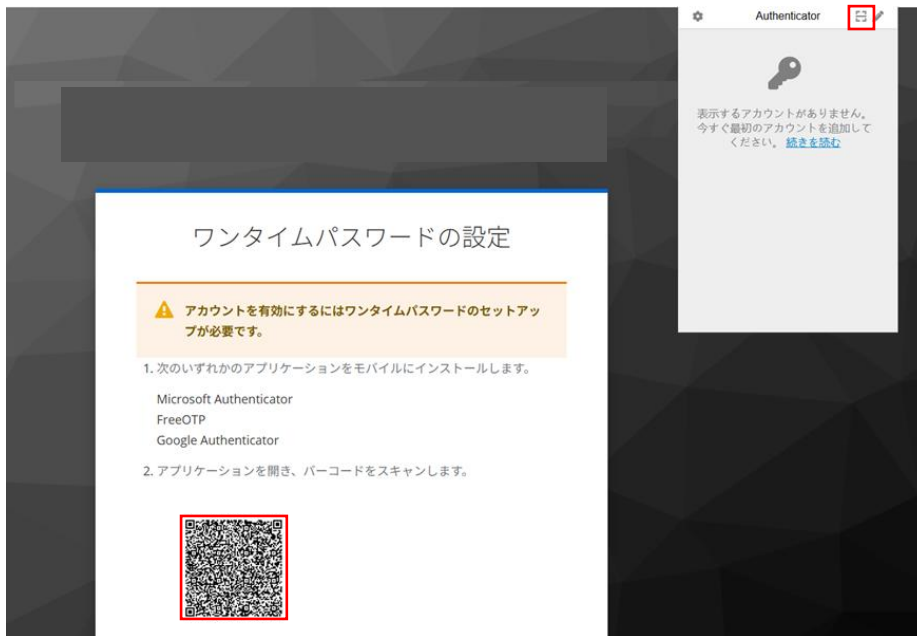 Authenticator
表示するアカウントがありません。
今すぐ最初のアカウントを追加して
ください。 続きを読む
ワンタイムパスワードの設定
アカウントを有効にするにはワンタイムパスワードのセットアッ
プが必要です。
1. 次のいずれかのアプリケーションをモバイルにインストールします。
Microsoft Authenticator
FreeOTP
Google Authenticator
2. アプリケーションを開き、バーコードをスキャンします。